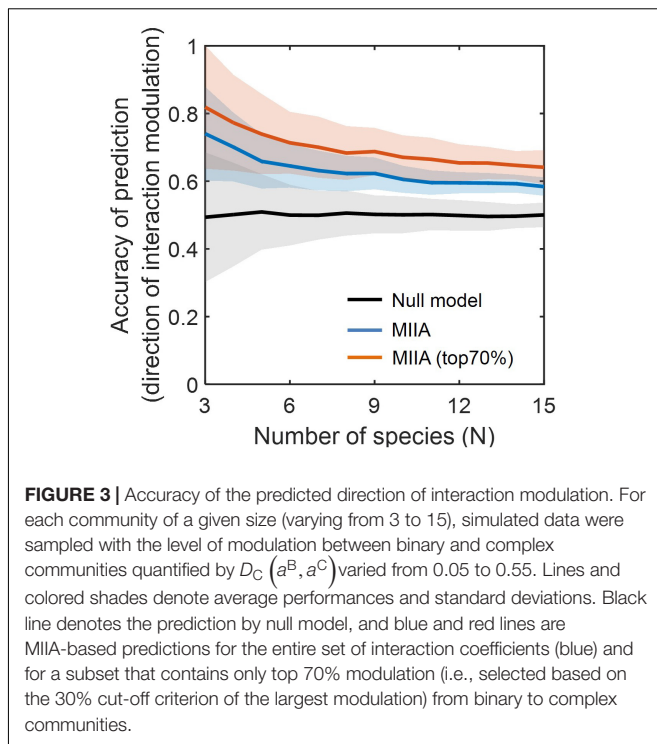 1
0.8
0.6
0.4
0.2
0
Accuracy of prediction
(direction of interaction modulation)
Null model
MIIA
MIIA (top70%)
3 6 9 12 15
Number of species (N)
FIGURE 3 | Accuracy of the predicted direction of interaction modulation. For
each community of a given size (varying from 3 to 15), simulated data were
sampled with the level of modulation between binary and complex
communities quantified by D_C (a^B, a^C) varied from 0.05 to 0.55. Lines and
colored shades denote average performances and standard deviations. Black
line denotes the prediction by null model, and blue and red lines are
MIIA-based predictions for the entire set of interaction coefficients (blue) and
for a subset that contains only top 70% modulation (i.e., selected based on
the 30% cut-off criterion of the largest modulation) from binary to complex
communities.